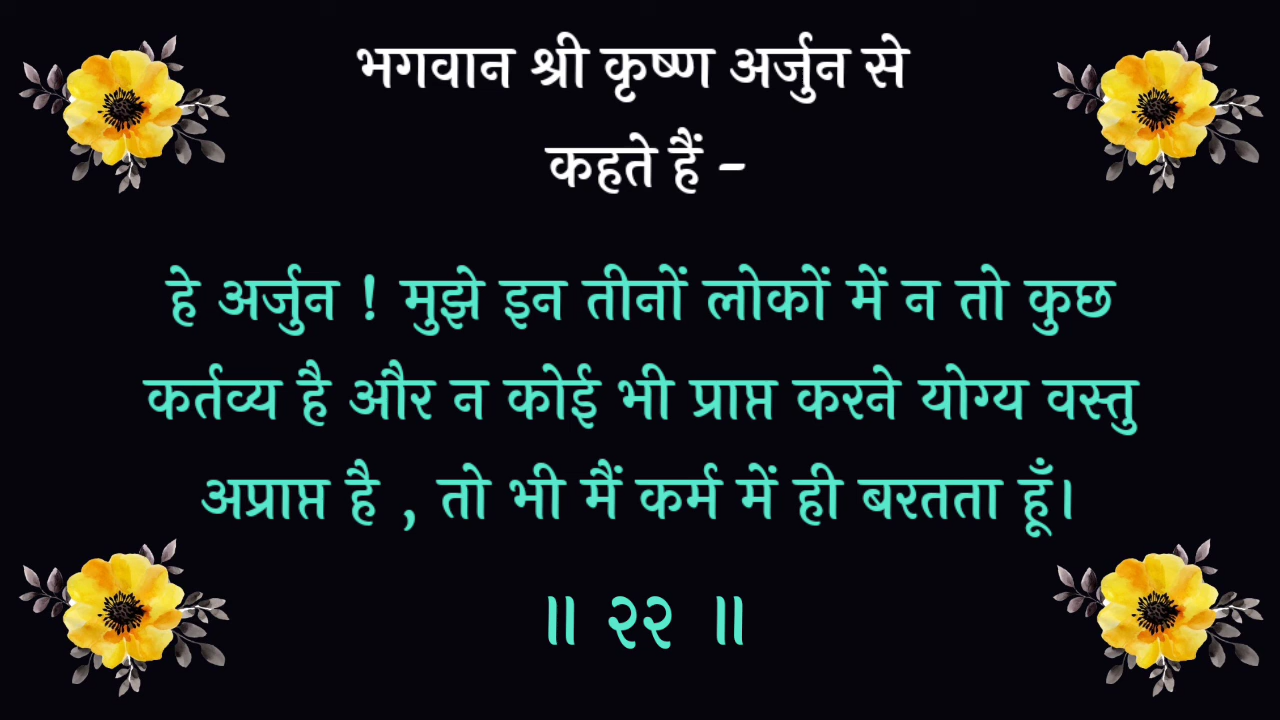 भगवान श्री कृष्ण अर्जुन से
कहते हैं -
हे अर्जुन ! मुझे इन तीनों लोकों में न तो कुछ
कर्तव्य है और न कोई भी प्राप्त करने योग्य वस्तु
अप्राप्त है , तो भी मैं कर्म में ही बरतता हूँ।
॥ २२ ॥